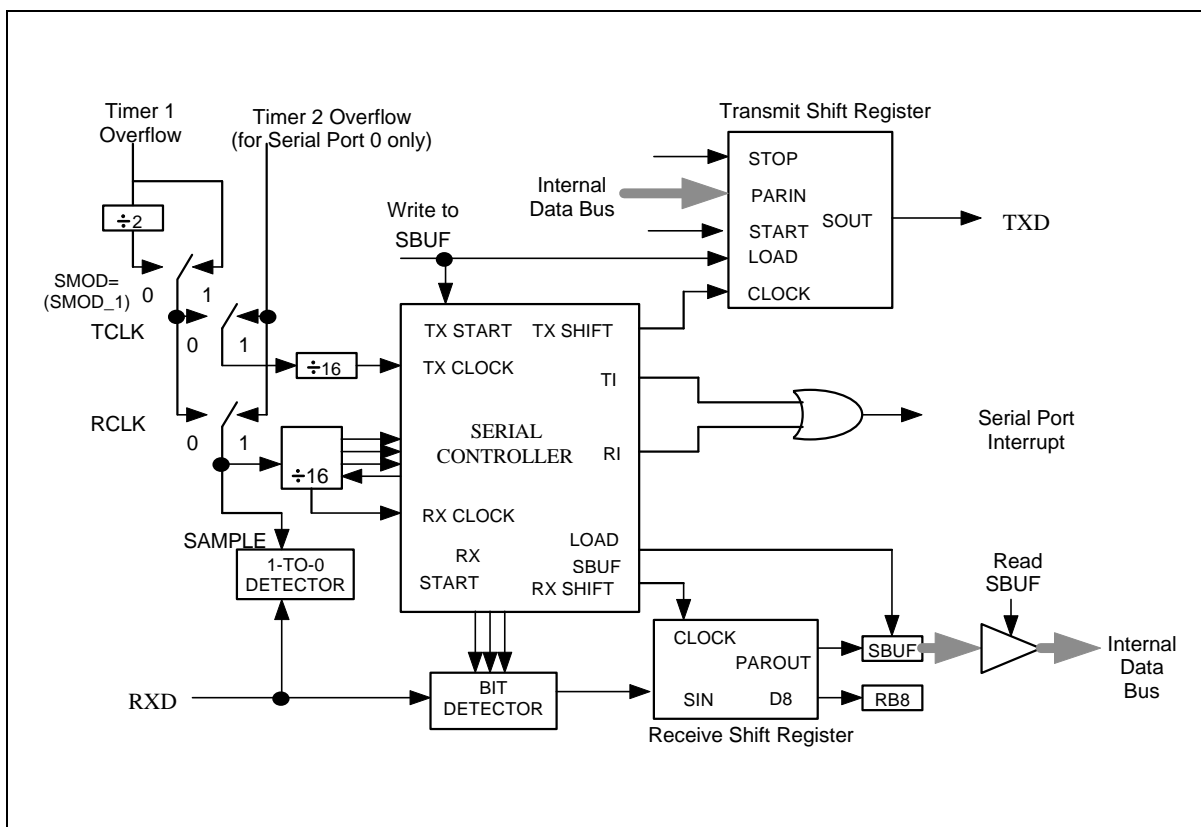 Timer 1
Overflow
Timer 2 Overflow
(for Serial Port 0 only)
÷2
SMOD=
(SMOD_1)
0
1
TCLK
0
1
÷16
RCLK
0
1
÷16
SAMPLE
1-TO-0
DETECTOR
RXD
Write to
SBUF
TX START
TX SHIFT
TX CLOCK
TI
SERIAL
CONTROLLER
RI
RX CLOCK
LOAD
SBUF
RX
START
RX SHIFT
BIT
DETECTOR
Transmit Shift Register
Internal
Data Bus
STOP
PARIN
SOUT
START
LOAD
CLOCK
TXD
Serial Port
Interrupt
CLOCK
PAROUT
SIN
D8
Receive Shift Register
SBUF
RB8
Read
SBUF
Internal
Data
Bus